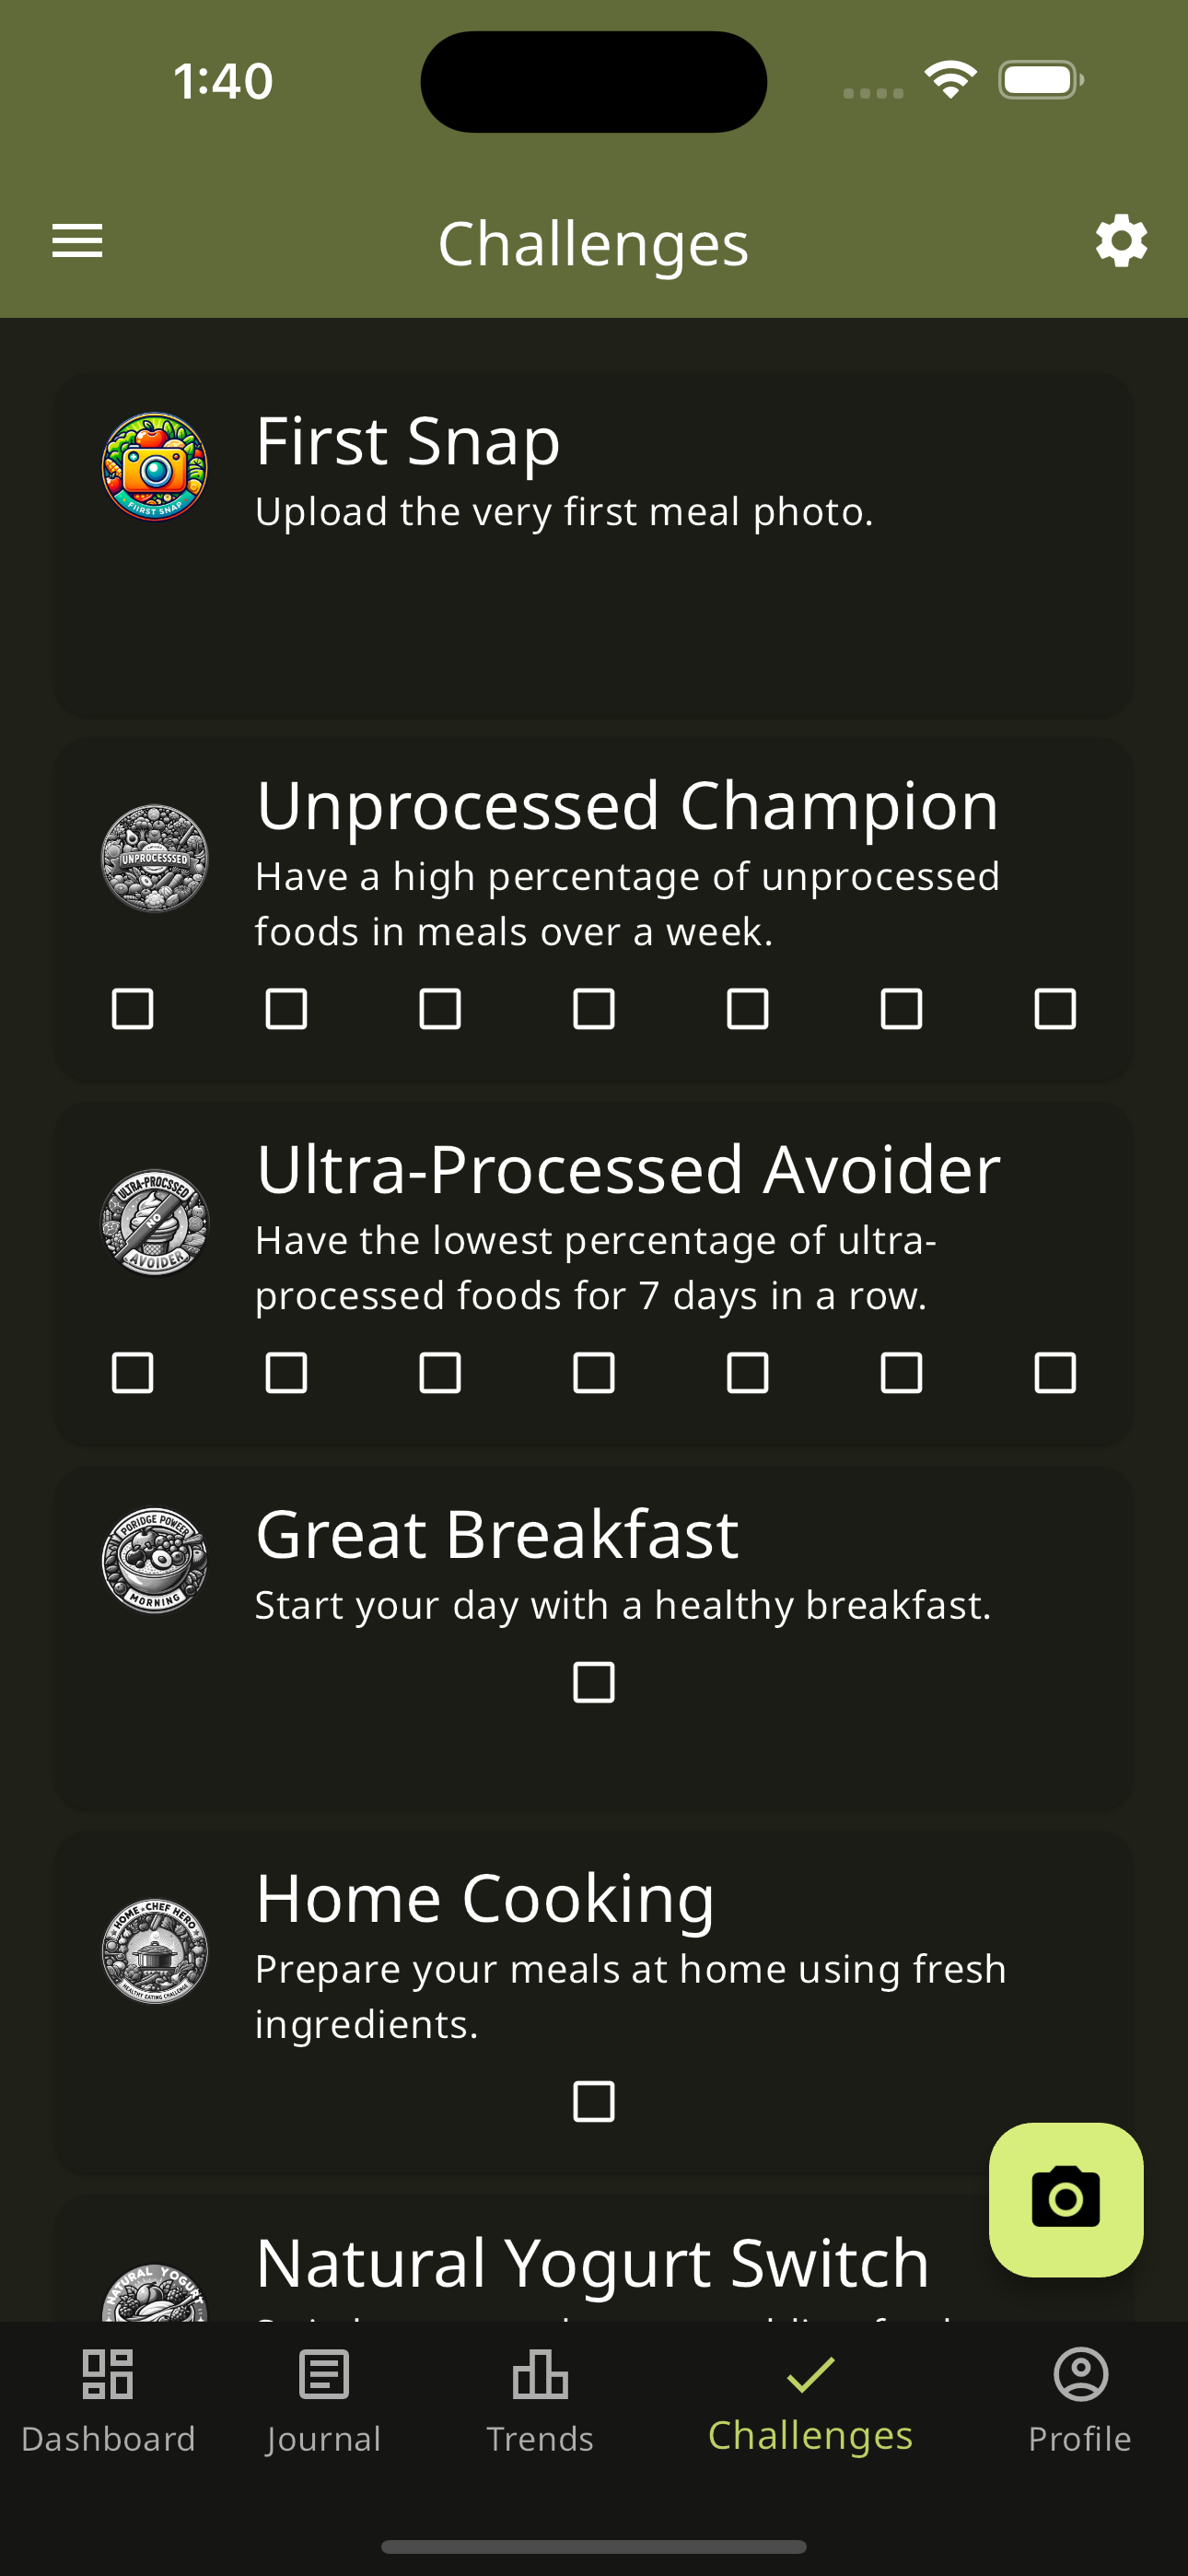 1:40
Challenges
First Snap
Upload the very first meal photo.
FIIRST SNAP
Unprocessed Champion
Have a high percentage of unprocessed
foods in meals over a week.
UNPROCESSSED
Ultra-Processed Avoider
Have the lowest percentage of ultra-
processed foods for 7 days in a row.
ULTRA-PROCSSED
NO
AVOIDER
Great Breakfast
Start your day with a healthy breakfast.
PORIDGE POWEER
MORNING
Home Cooking
Prepare your meals at home using fresh
ingredients.
HOME CHEF HERO
HEALTHY EATING CHALLENGE
Natural Yogurt Switch
NATURAL YOGURT
Dashboard
Journal
Trends
Challenges
Profile